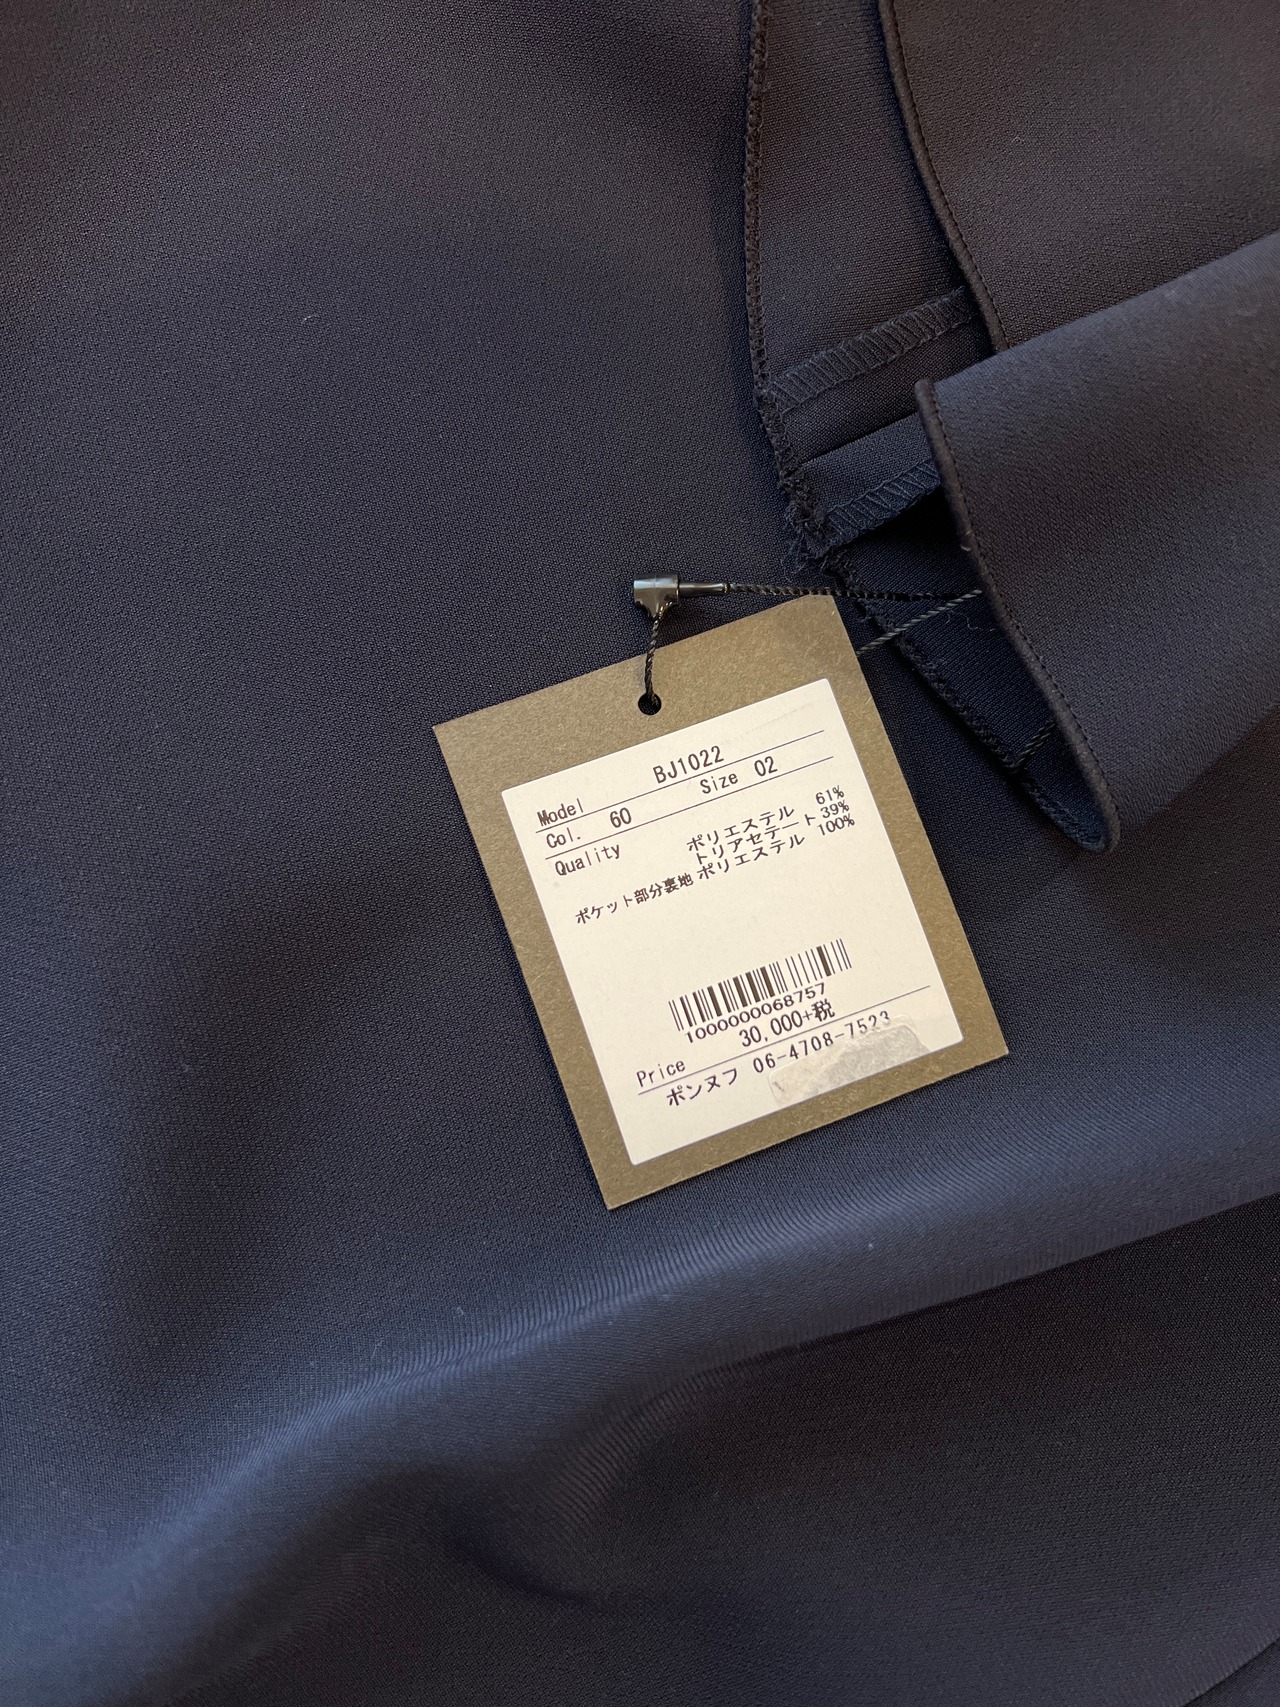 Model BJ1022
Col. 60 Size 02
Quality ポリエステル 61%
トリアセテート 39%
ポケット部分裏地 ポリエステル 100%
1000000068757
Price 30,000+税
ポンヌフ 06-4708-7523